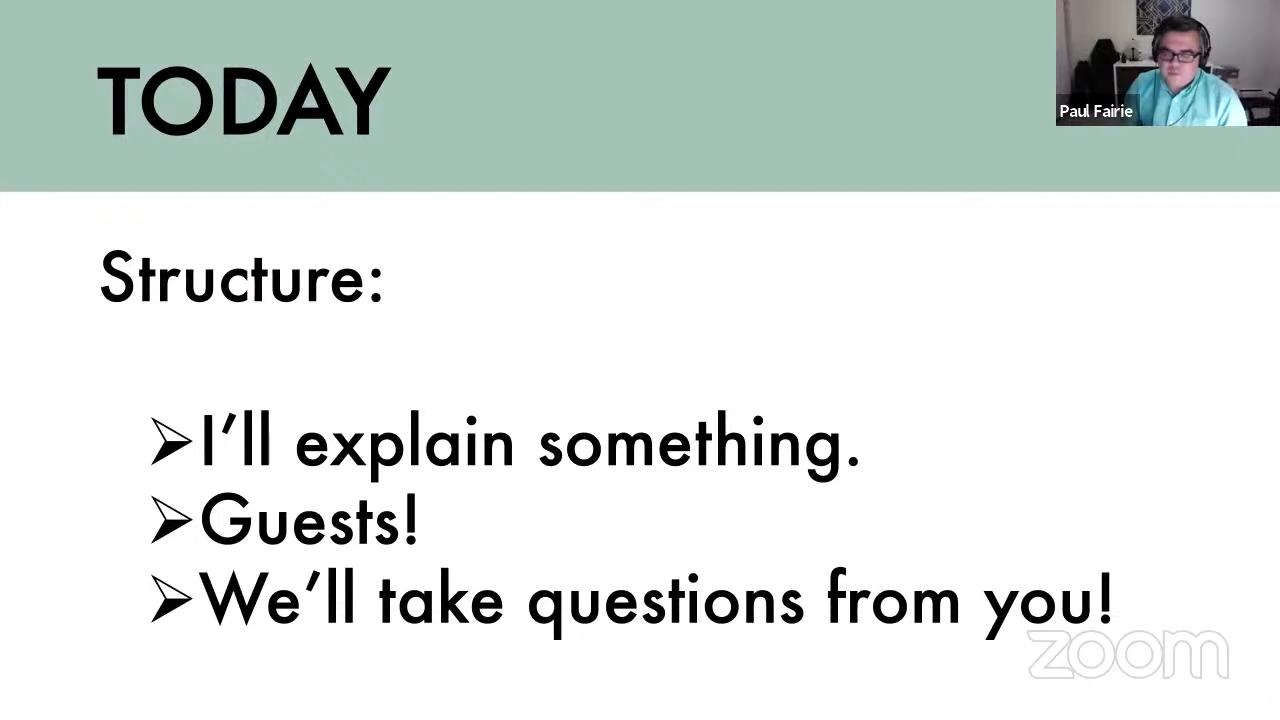 TODAY
Paul Fairie
Structure:
➢I’ll explain something.
➢Guests!
➢We’ll take questions from you!
zoom